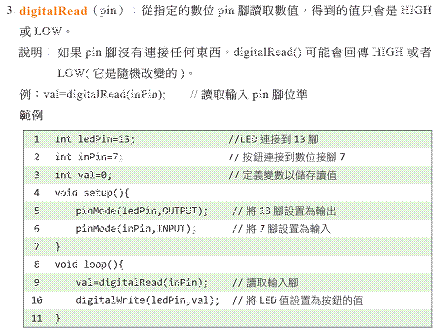 3 digitalRead（pin）：從指定的數位 pin 腳讀取數值，得到的值只會是 HIGH
或 LOW。
說明：如果 pin 腳沒有連接任何東西，digitalRead() 可能會回傳 HIGH 或者
LOW( 它是隨機改變的 )。
例：val=digitalRead(inPin);　　// 讀取輸入 pin 腳位準
範例
1 int ledPin=13; //LED 連接到 13 腳
2 int inPin=7; // 按鈕連接到數位接腳 7
3 int val=0; // 定義變數以儲存讀值
4 void setup(){
5 pinMode(ledPin,OUTPUT); // 將 13 腳設置為輸出
6 pinMode(inPin,INPUT); // 將 7 腳設置為輸入
7 }
8 void loop(){
9 val=digitalRead(inPin); // 讀取輸入腳
10 digitalWrite(ledPin,val); // 將 LED 值設置為按鈕的值
11 }